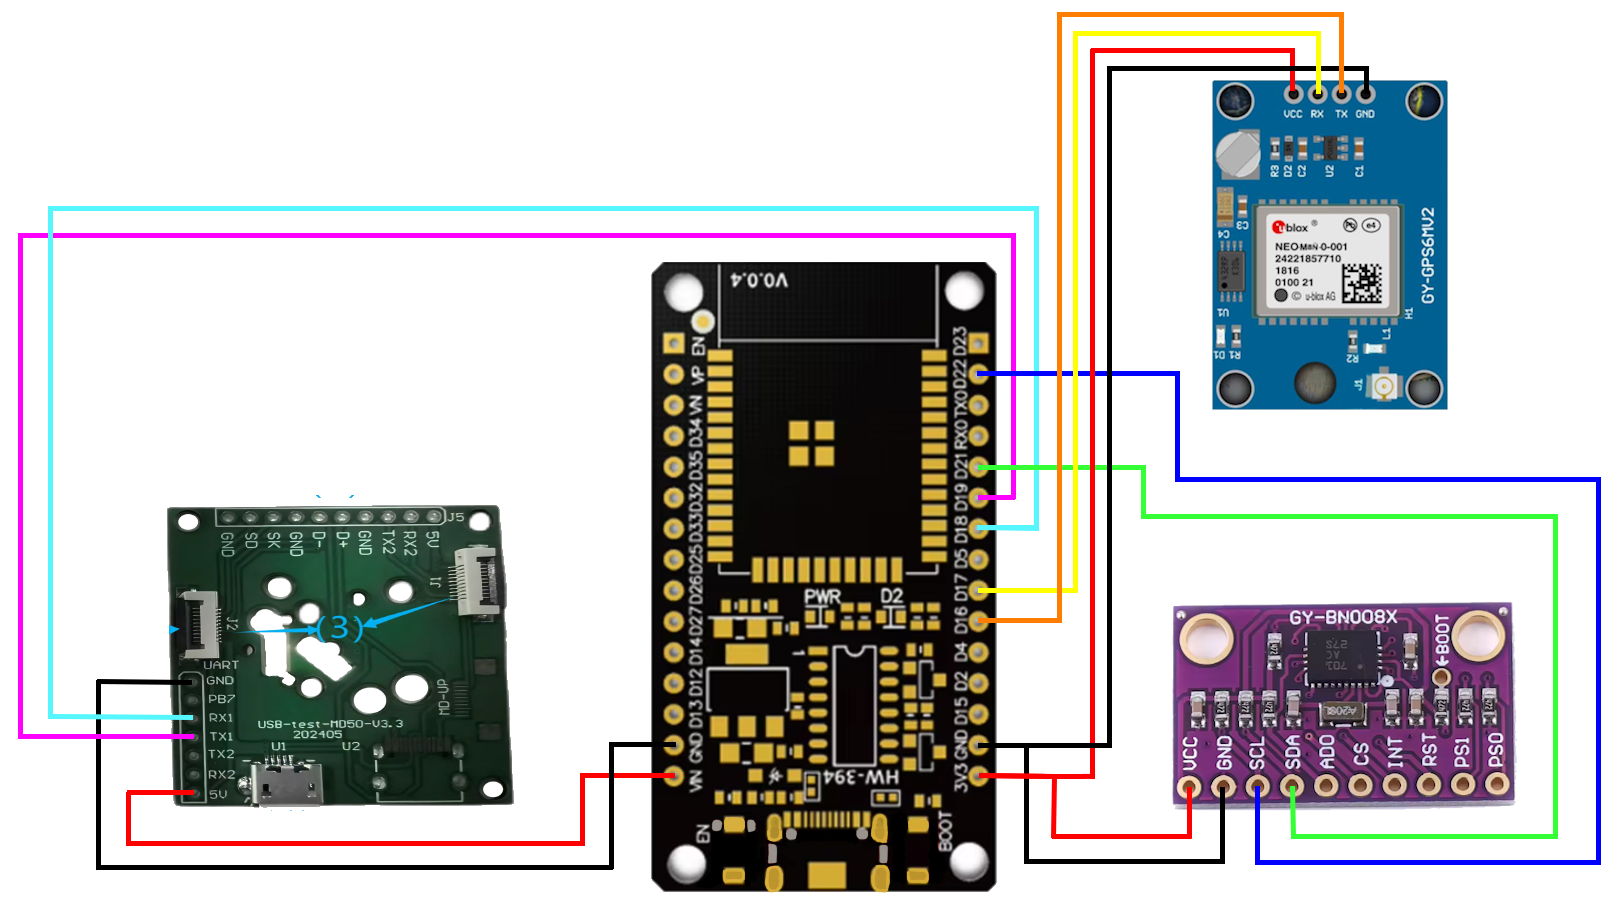 VCC RX TX GND
R3 D2 C2 U2 C1
C4 C3
U1
D1 R1
R2 L1
J1
H1
GY-GPS6MV2
u-blox ®
NEO-M8N-0-001
24221857710
1816
0100 21
© u-blox AG
e4
V0.0.4
EN
VP
VN
D34
D35
D32
D33
D25
D26
D27
D14
D12
D13
GND
VIN
D23
D22
TX0
RX0
D21
D19
D18
D5
D17
D16
D4
D2
D15
GND
3V3
PWR
D2
1
HW-394
EN
BOOT
J5
GND SD SK GND D- D+ GND TX2 RX2 5V
J1
J2
(3)
UART
GND
PB7
RX1
TX1
TX2
RX2
5V
MD-VP
USB-test-MD50-V3.3
202405
U1 U2
GY-BNO08X
BOOT
VCC GND SCL SDA ADO CS INT RST PS1 PS0